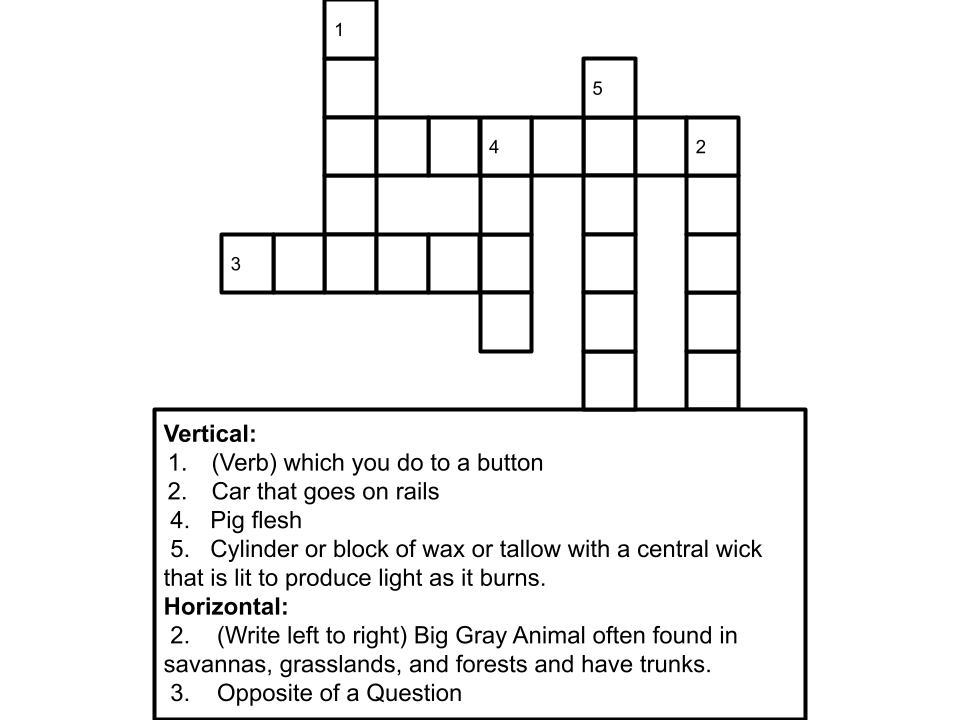 1
5
4
2
3
Vertical:
1. (Verb) which you do to a button
2. Car that goes on rails
4. Pig flesh
5. Cylinder or block of wax or tallow with a central wick
that is lit to produce light as it burns.
Horizontal:
2. (Write left to right) Big Gray Animal often found in
savannas, grasslands, and forests and have trunks.
3. Opposite of a Question